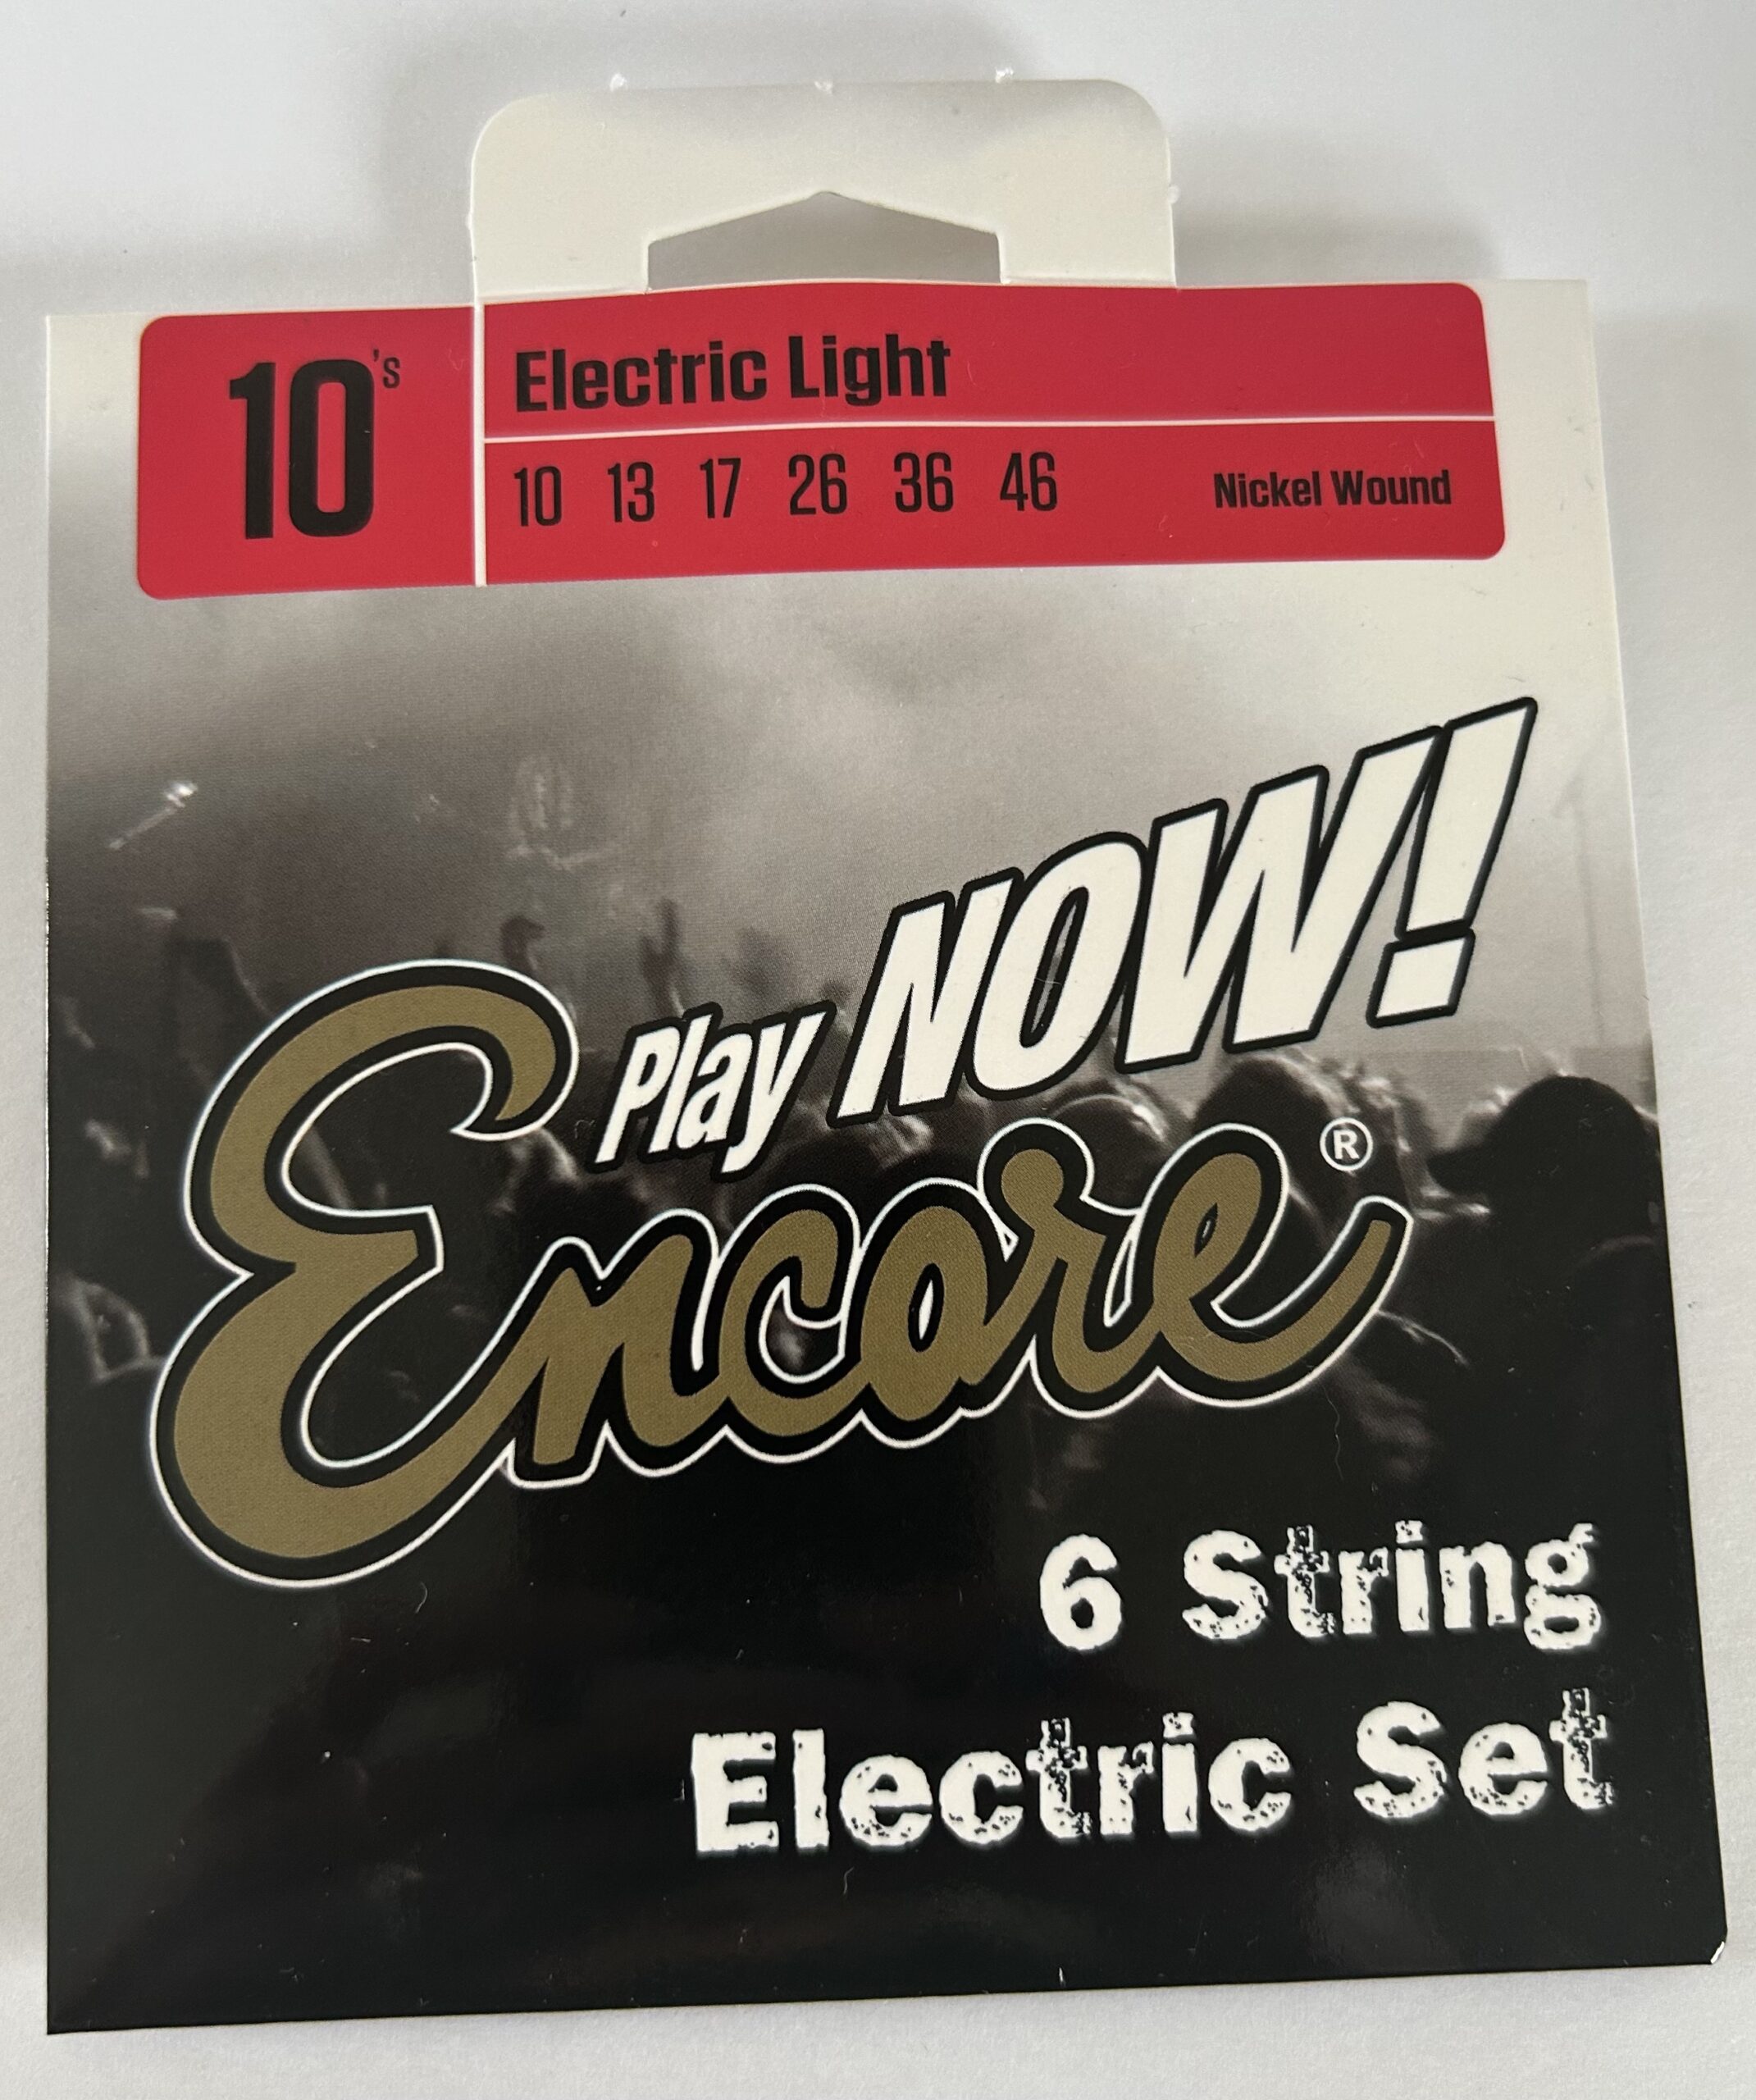 10's
Electric Light
10 13 17 26 36 46 Nickel Wound
Play NOW!
Encore®
6 String
Electric Set